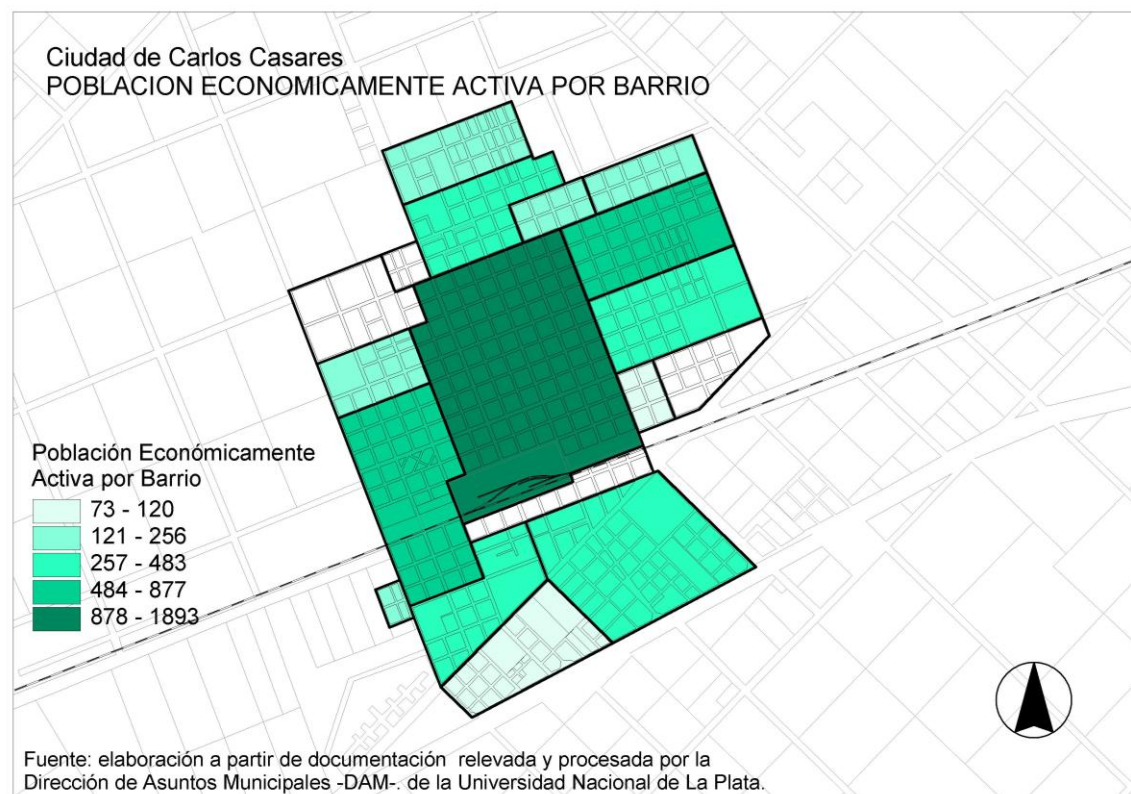 Ciudad de Carlos Casares
POBLACION ECONOMICAMENTE ACTIVA POR BARRIO
Población Económicamente
Activa por Barrio
73 - 120
121 - 256
257 - 483
484 - 877
878 - 1893
Fuente: elaboración a partir de documentación relevada y procesada por la
Dirección de Asuntos Municipales -DAM-. de la Universidad Nacional de La Plata.